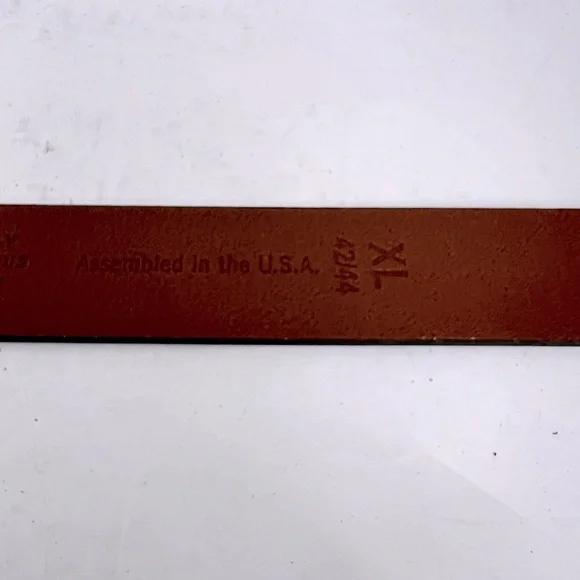 Assembled in the U.S.A.
XL
42/44